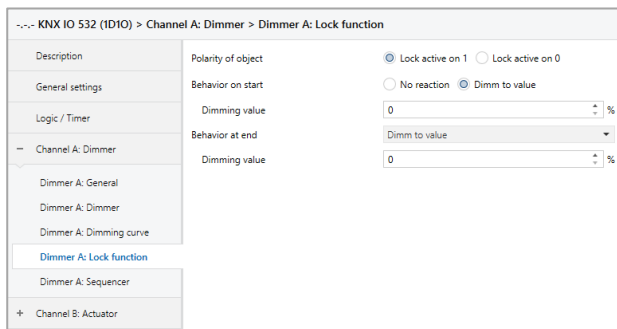 -.-.- KNX IO 532 (1D1O) > Channel A: Dimmer > Dimmer A: Lock function
Description
General settings
Logic / Timer
− Channel A: Dimmer
Dimmer A: General
Dimmer A: Dimmer
Dimmer A: Dimming curve
Dimmer A: Lock function
Dimmer A: Sequencer
+ Channel B: Actuator
Polarity of object Lock active on 1 Lock active on 0
Behavior on start No reaction Dimm to value
Dimming value 0 %
Behavior at end Dimm to value
Dimming value 0 %